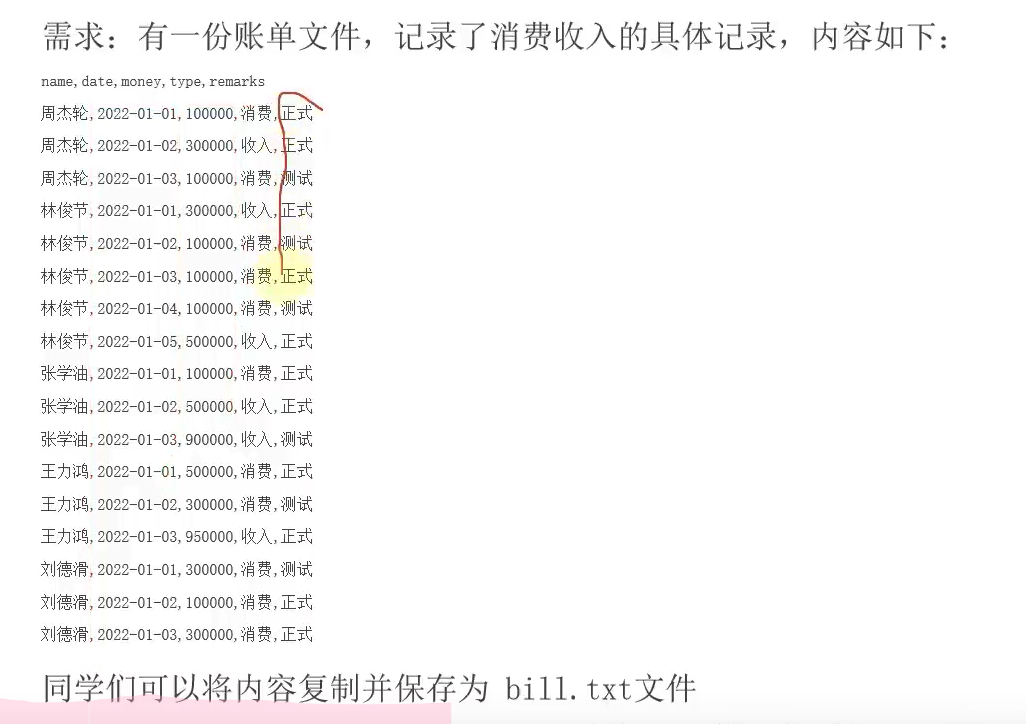 需求：有一份账单文件，记录了消费收入的具体记录，内容如下：
name,date,money,type,remarks
周杰轮,2022-01-01,100000,消费,正式
周杰轮,2022-01-02,300000,收入,正式
周杰轮,2022-01-03,100000,消费,测试
林俊节,2022-01-01,300000,收入,正式
林俊节,2022-01-02,100000,消费,测试
林俊节,2022-01-03,100000,消费,正式
林俊节,2022-01-04,100000,消费,测试
林俊节,2022-01-05,500000,收入,正式
张学油,2022-01-01,100000,消费,正式
张学油,2022-01-02,500000,收入,正式
张学油,2022-01-03,900000,收入,测试
王力鸿,2022-01-01,500000,消费,正式
王力鸿,2022-01-02,300000,消费,测试
王力鸿,2022-01-03,950000,收入,正式
刘德滑,2022-01-01,300000,消费,测试
刘德滑,2022-01-02,100000,消费,正式
刘德滑,2022-01-03,300000,消费,正式
同学们可以将内容复制并保存为 bill.txt文件